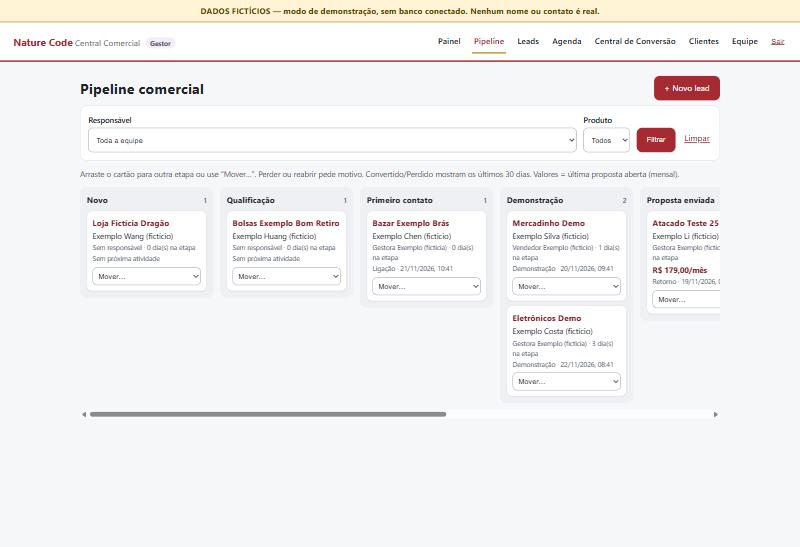 DADOS FICTÍCIOS — modo de demonstração, sem banco conectado. Nenhum nome ou contato é real.
Nature Code Central Comercial Gestor
Painel Pipeline Leads Agenda Central de Conversão Clientes Equipe Sair
Pipeline comercial
+ Novo lead
Responsável Produto
Toda a equipe Todos Filtrar Limpar
Arraste o cartão para outra etapa ou use "Mover...". Perder ou reabrir pede motivo. Convertido/Perdido mostram os últimos 30 dias. Valores = última proposta aberta (mensal).
Novo 1
Loja Fictícia Dragão
Exemplo Wang (fictício)
Sem responsável · 0 dia(s) na etapa
Sem próxima atividade
Mover...
Qualificação 1
Bolsas Exemplo Bom Retiro
Exemplo Huang (fictício)
Sem responsável · 0 dia(s) na etapa
Sem próxima atividade
Mover...
Primeiro contato 1
Bazar Exemplo Brás
Exemplo Chen (fictício)
Gestora Exemplo (fictícia) · 0 dia(s)
na etapa
Ligação · 21/11/2026, 10:41
Mover...
Demonstração 2
Mercadinho Demo
Exemplo Silva (fictício)
Vendedor Exemplo (fictício) · 1 dia(s)
na etapa
Demonstração · 20/11/2026, 09:41
Mover...
Eletrônicos Demo
Exemplo Costa (fictício)
Gestora Exemplo (fictícia) · 3 dia(s)
na etapa
Demonstração · 22/11/2026, 08:41
Mover...
Proposta enviada
Atacado Teste 25
Exemplo Li (fictício)
Gestora Exemplo (fictíc
na etapa
R$ 179,00/mês
Retorno · 19/11/2026,
Mover...